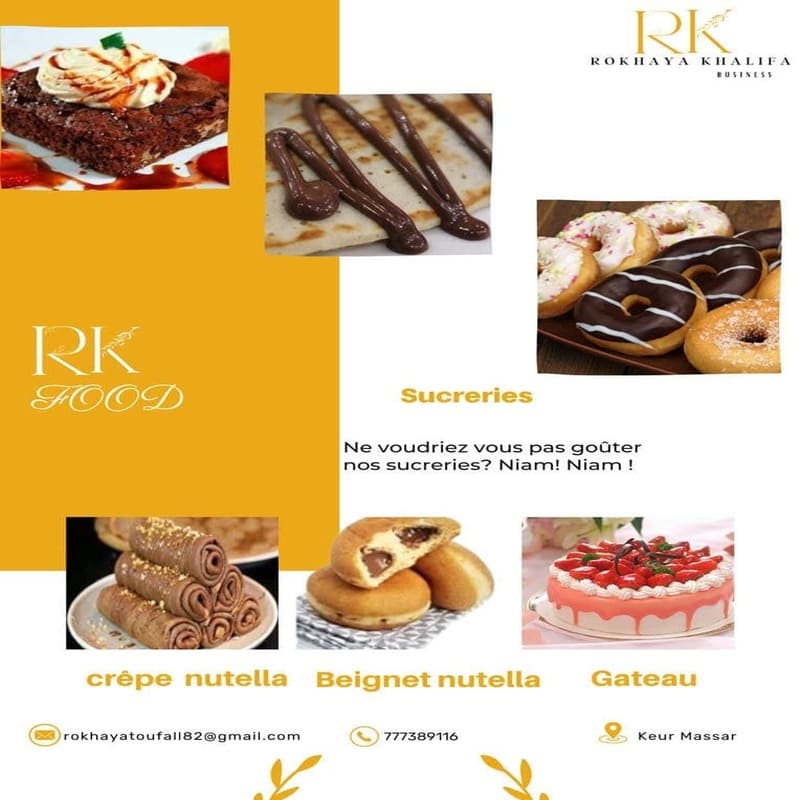 RK
ROKHAYA KHALIFA
BUSINESS
RK
FOOD
Sucreries
Ne voudriez vous pas goûter
nos sucreries? Niam! Niam !
crêpe nutella
Beignet nutella
Gateau
rokhayatoufall82@gmail.com
777389116
Keur Massar